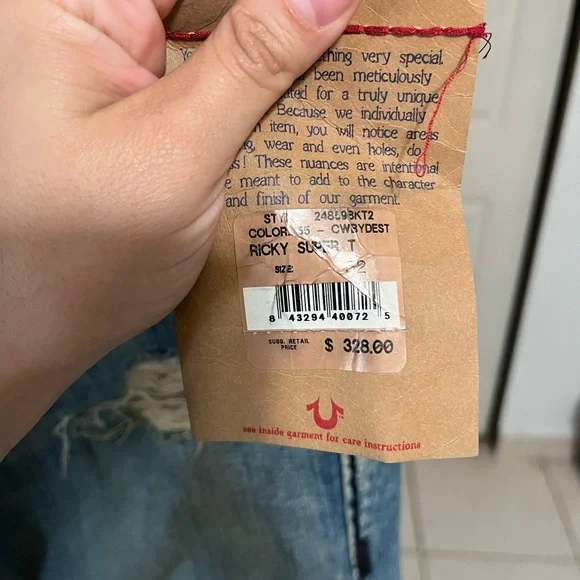 thing very special.
been meticulously
for a truly unique
Because we individually
item, you will notice areas
wear and even holes, do
These nuances are intentional
meant to add to the character
and finish of our garment.
CWBYDEST
RICKY SUPER T
SIZE:
8 43294 40072 5
SUGG. RETAIL
PRICE
$ 328.00
see inside garment for care instructions